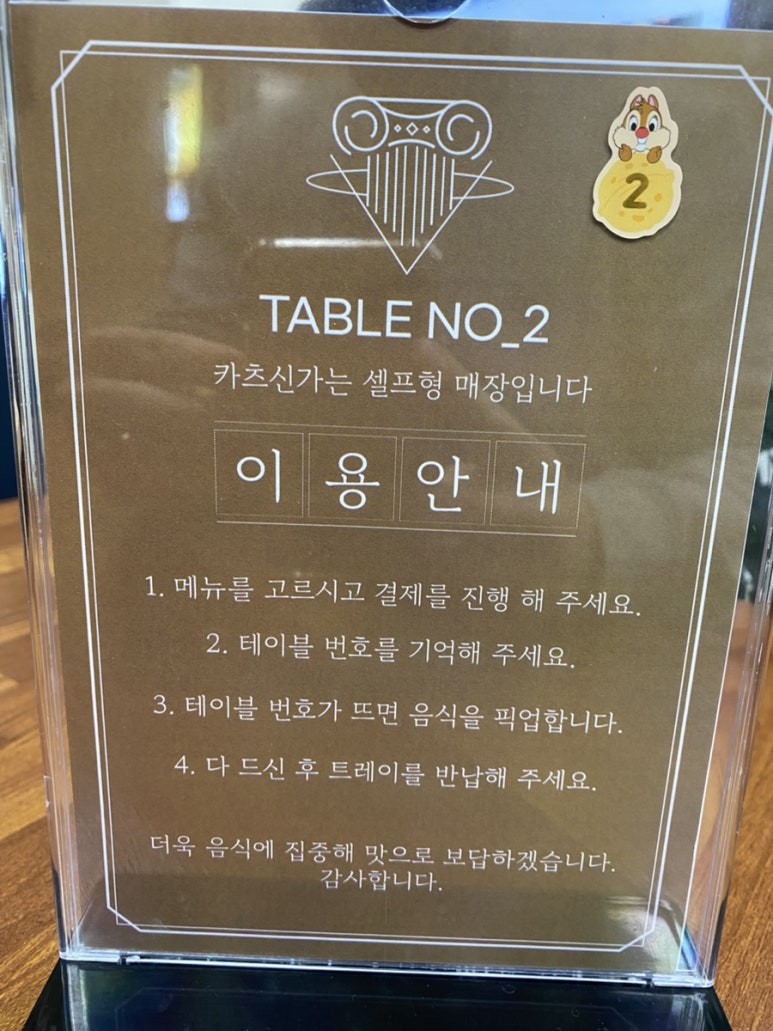 2
TABLE NO_2
카츠신가는 셀프형 매장입니다
이용안내
1. 메뉴를 고르시고 결제를 진행 해 주세요.
2. 테이블 번호를 기억해 주세요.
3. 테이블 번호가 뜨면 음식을 픽업합니다.
4. 다 드신 후 트레이를 반납해 주세요.
더욱 음식에 집중해 맛으로 보답하겠습니다.
감사합니다.